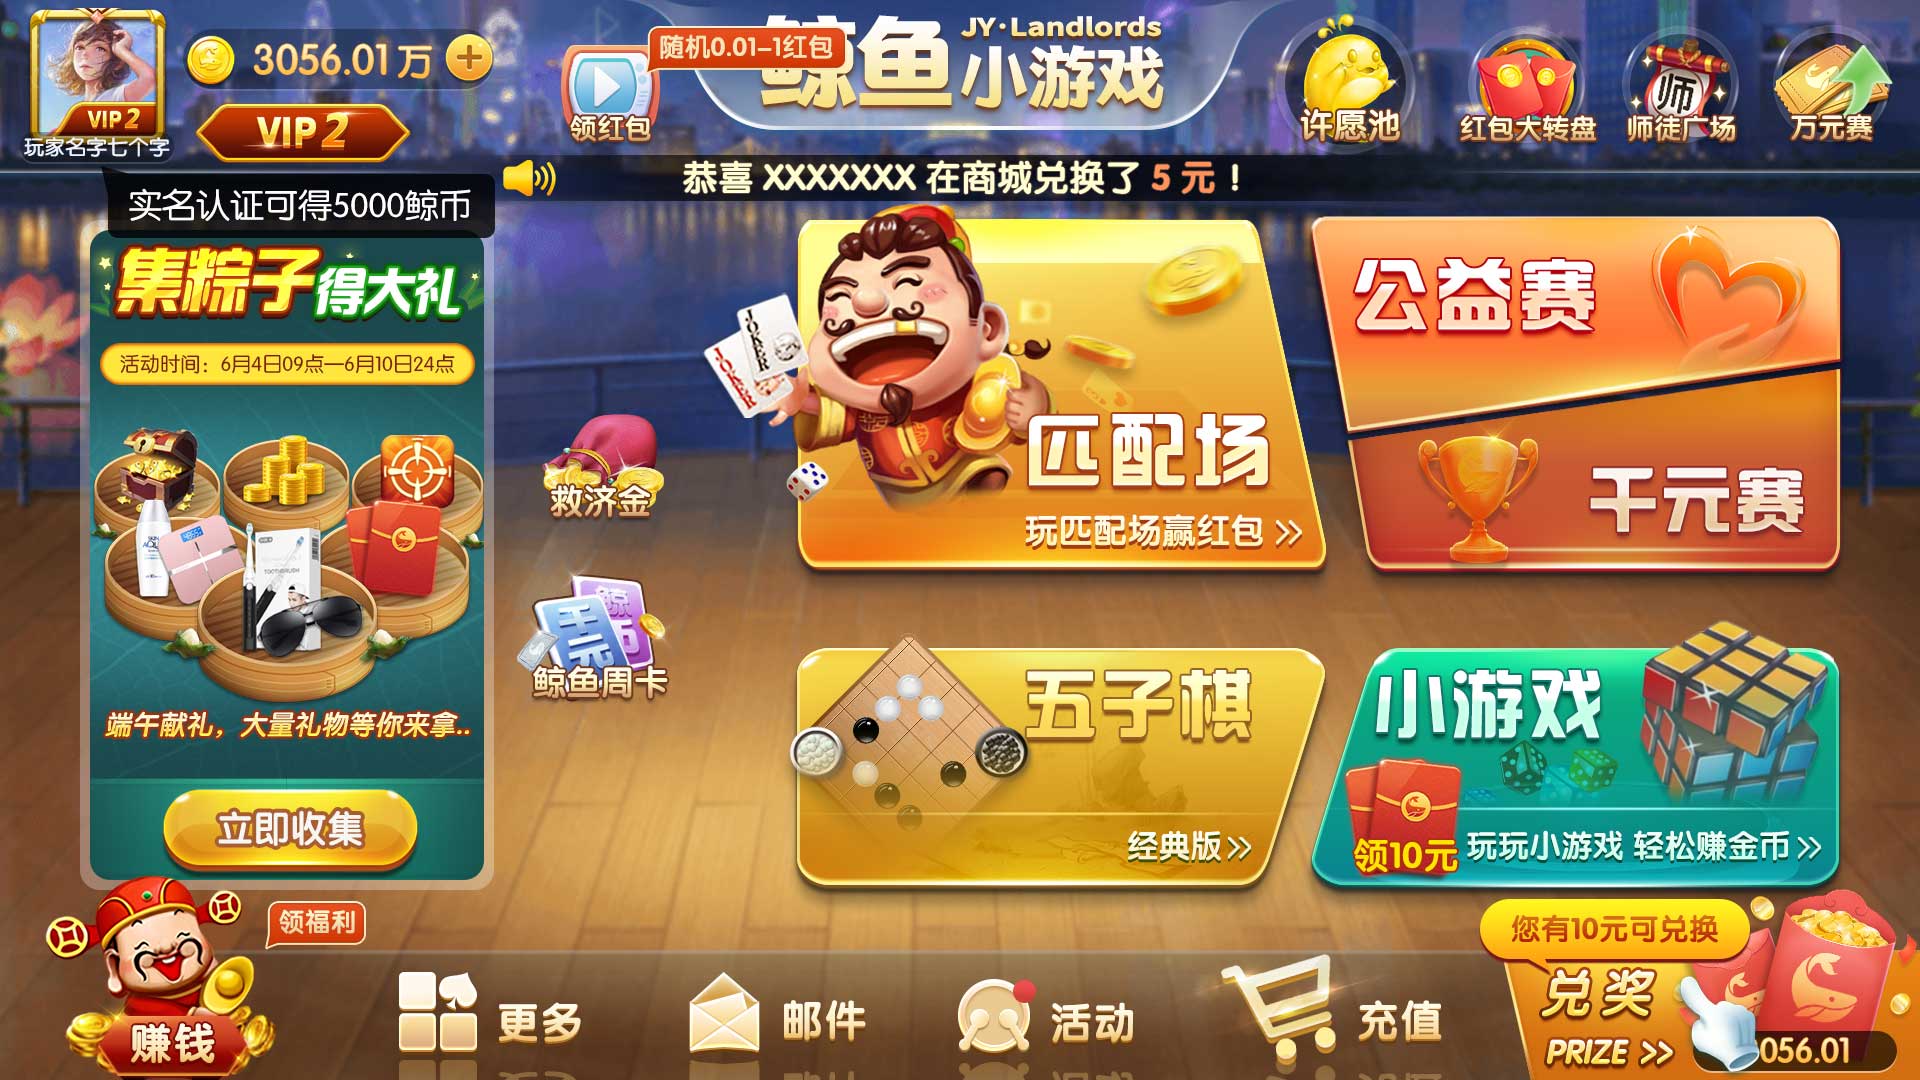 3056.01万
VIP 2
玩家名字七个字
VIP 2
实名认证可得5000鲸币
随机0.01-1红包
领红包
鲸鱼
JY·Landlords
小游戏
许愿池
红包大转盘
师
师徒广场
万元赛
恭喜 XXXXXXX 在商城兑换了 5 元 !
集粽子得大礼
活动时间：6月4日09点—6月10日24点
端午献礼，大量礼物等你来拿..
立即收集
救济金
鲸鱼周卡
JOKER
JOKER
匹配场
玩匹配场赢红包 >>
公益赛
千元赛
五子棋
经典版>>
小游戏
领10元
玩玩小游戏 轻松赚金币>>
领福利
赚钱
更多
邮件
活动
充值
您有10元可兑换
兑奖
PRIZE >>
056.01